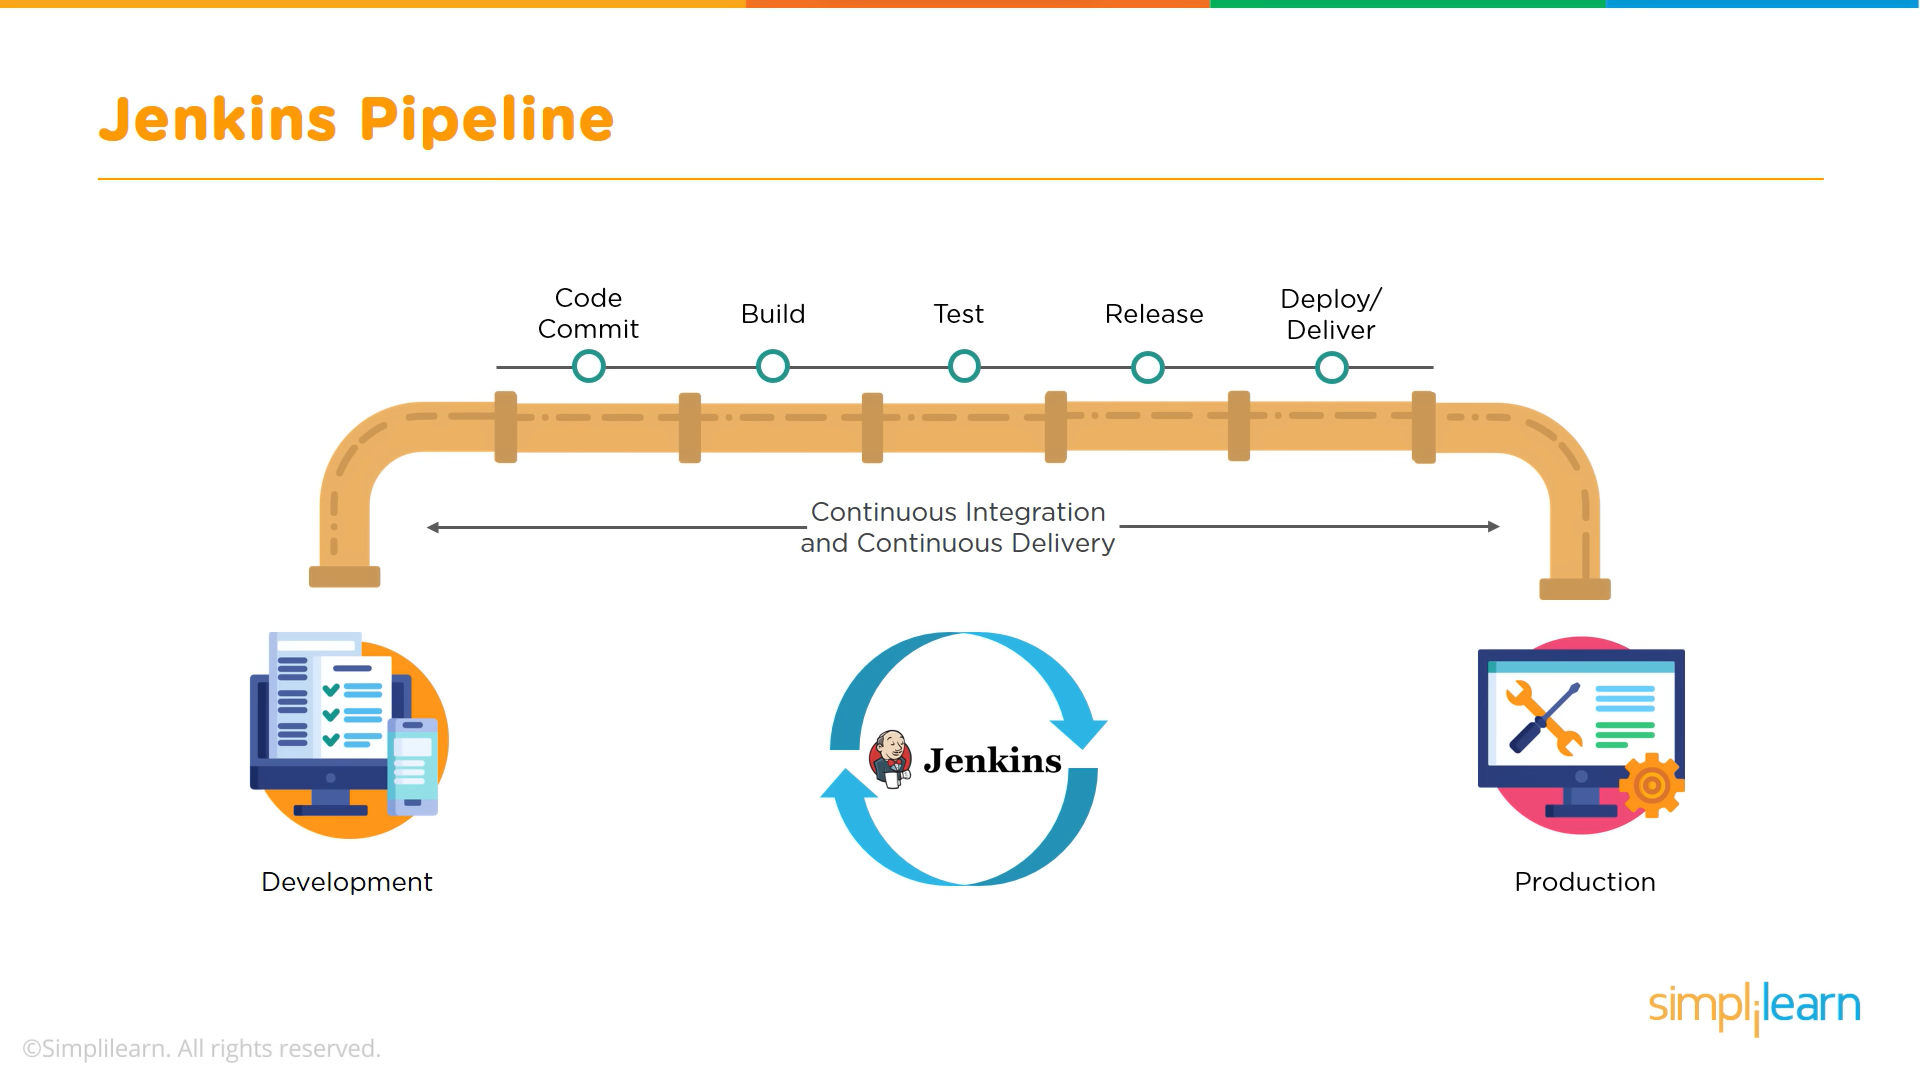 Jenkins Pipeline
Code
Commit
Build
Test
Release
Deploy/
Deliver
Continuous Integration
and Continuous Delivery
Jenkins
Development
Production
simplilearn
©Simplilearn. All rights reserved.